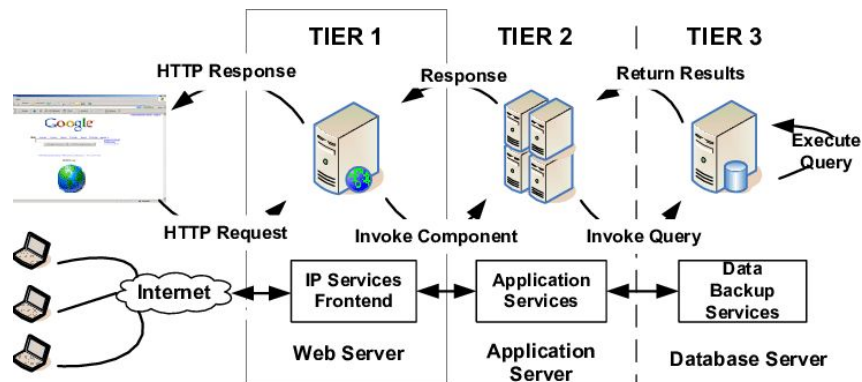 TIER 1
TIER 2
TIER 3
HTTP Response
Response
Return Results
Google
Execute
Query
HTTP Request
Invoke Component
Invoke Query
Internet
IP Services
Frontend
Application
Services
Data
Backup
Services
Web Server
Application
Server
Database Server